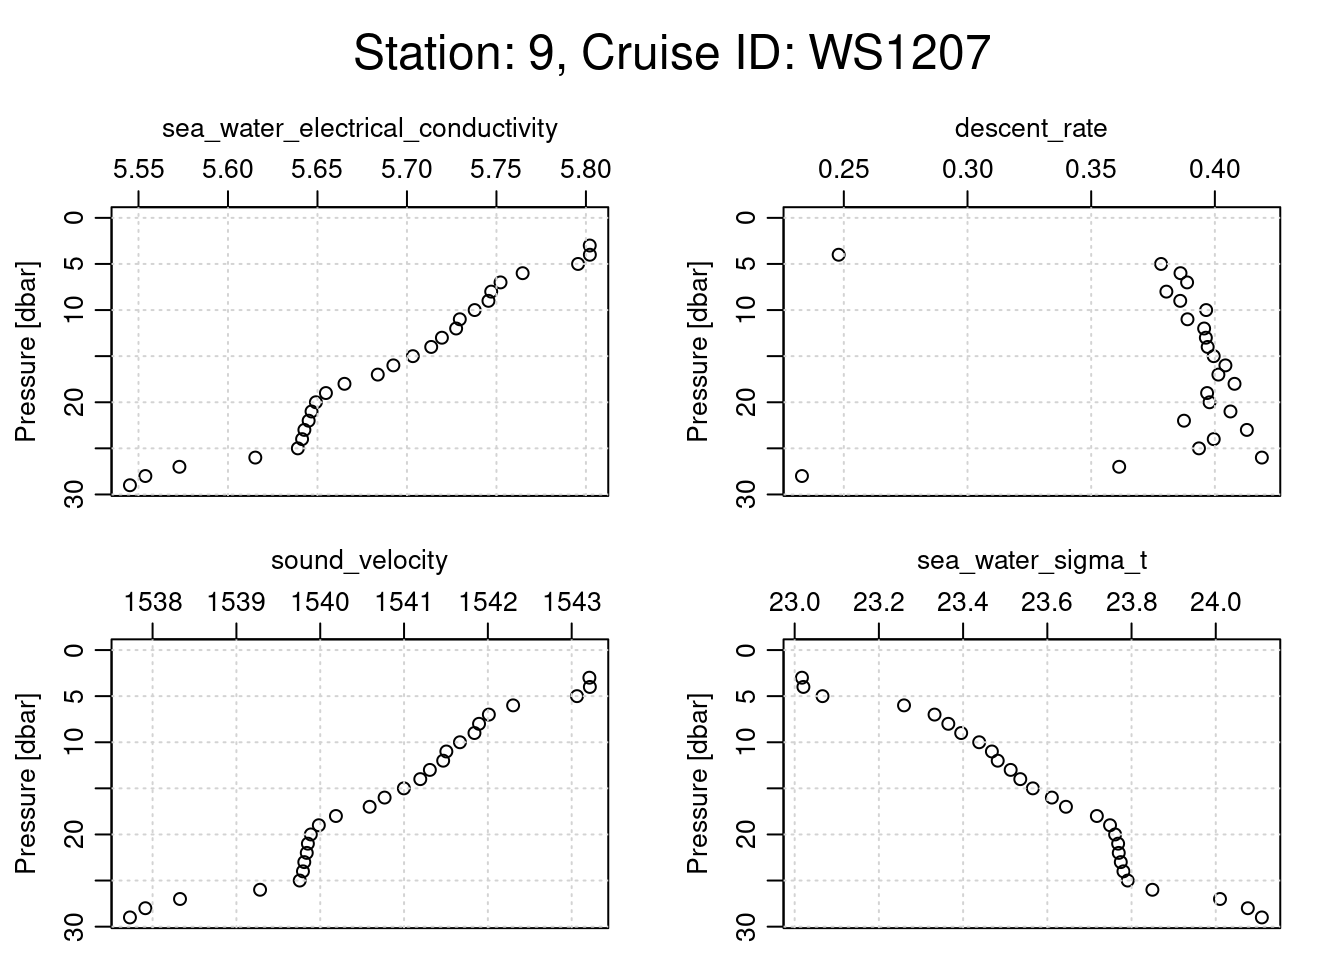 Station: 9, Cruise ID: WS1207
sea_water_electrical_conductivity
5.55 5.60 5.65 5.70 5.75 5.80
Pressure [dbar]
0
5
10
20
30
descent_rate
0.25 0.30 0.35 0.40
Pressure [dbar]
0
5
10
20
30
sound_velocity
1538 1539 1540 1541 1542 1543
Pressure [dbar]
0
5
10
20
30
sea_water_sigma_t
23.0 23.2 23.4 23.6 23.8 24.0
Pressure [dbar]
0
5
10
20
30